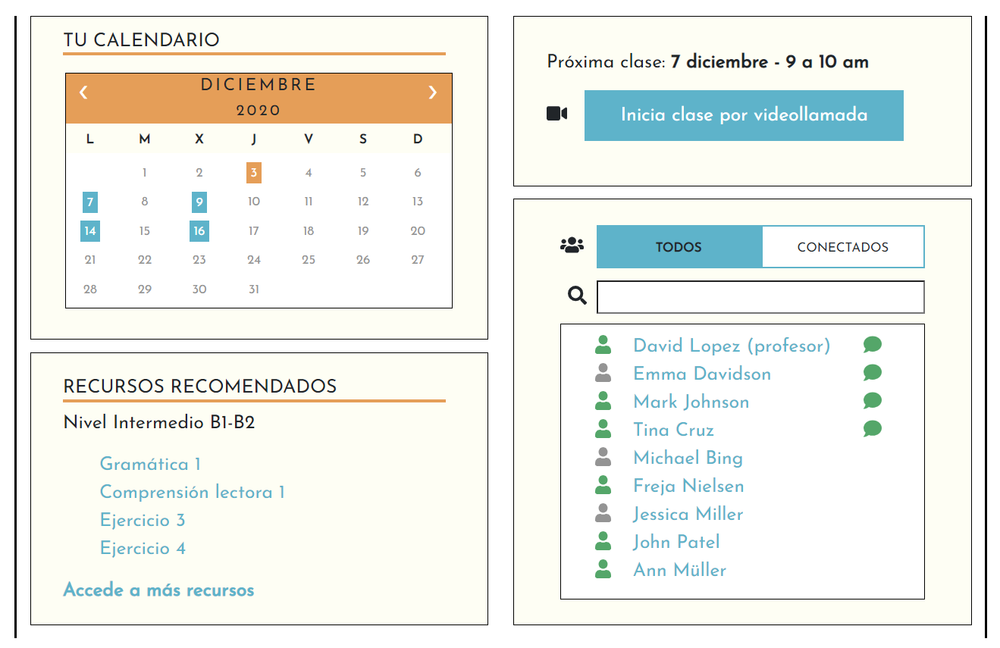 TU CALENDARIO
DICIEMBRE
2020
L M X J V S D
1 2 3 4 5 6
7 8 9 10 11 12 13
14 15 16 17 18 19 20
21 22 23 24 25 26 27
28 29 30 31
RECURSOS RECOMENDADOS
Nivel Intermedio B1-B2
Gramática 1
Comprensión lectora 1
Ejercicio 3
Ejercicio 4
Accede a más recursos
Próxima clase: 7 diciembre - 9 a 10 am
Inicia clase por videollamada
TODOS CONECTADOS
David Lopez (profesor)
Emma Davidson
Mark Johnson
Tina Cruz
Michael Bing
Freja Nielsen
Jessica Miller
John Patel
Ann Müller